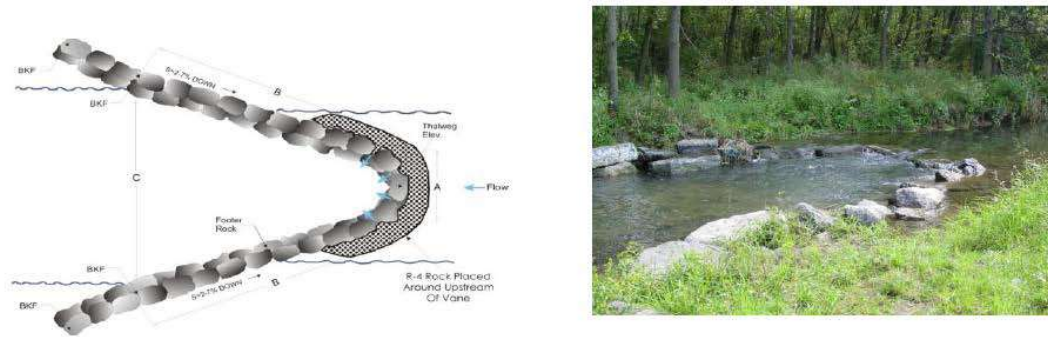 BKF
S=2-7% DOWN
B
BKF
Thalweg
Elev.
C
A
Flow
Footer
Rock
BKF
BKF
S=2-7% DOWN
B
R-4 Rock Placed
Around Upstream
Of Vane